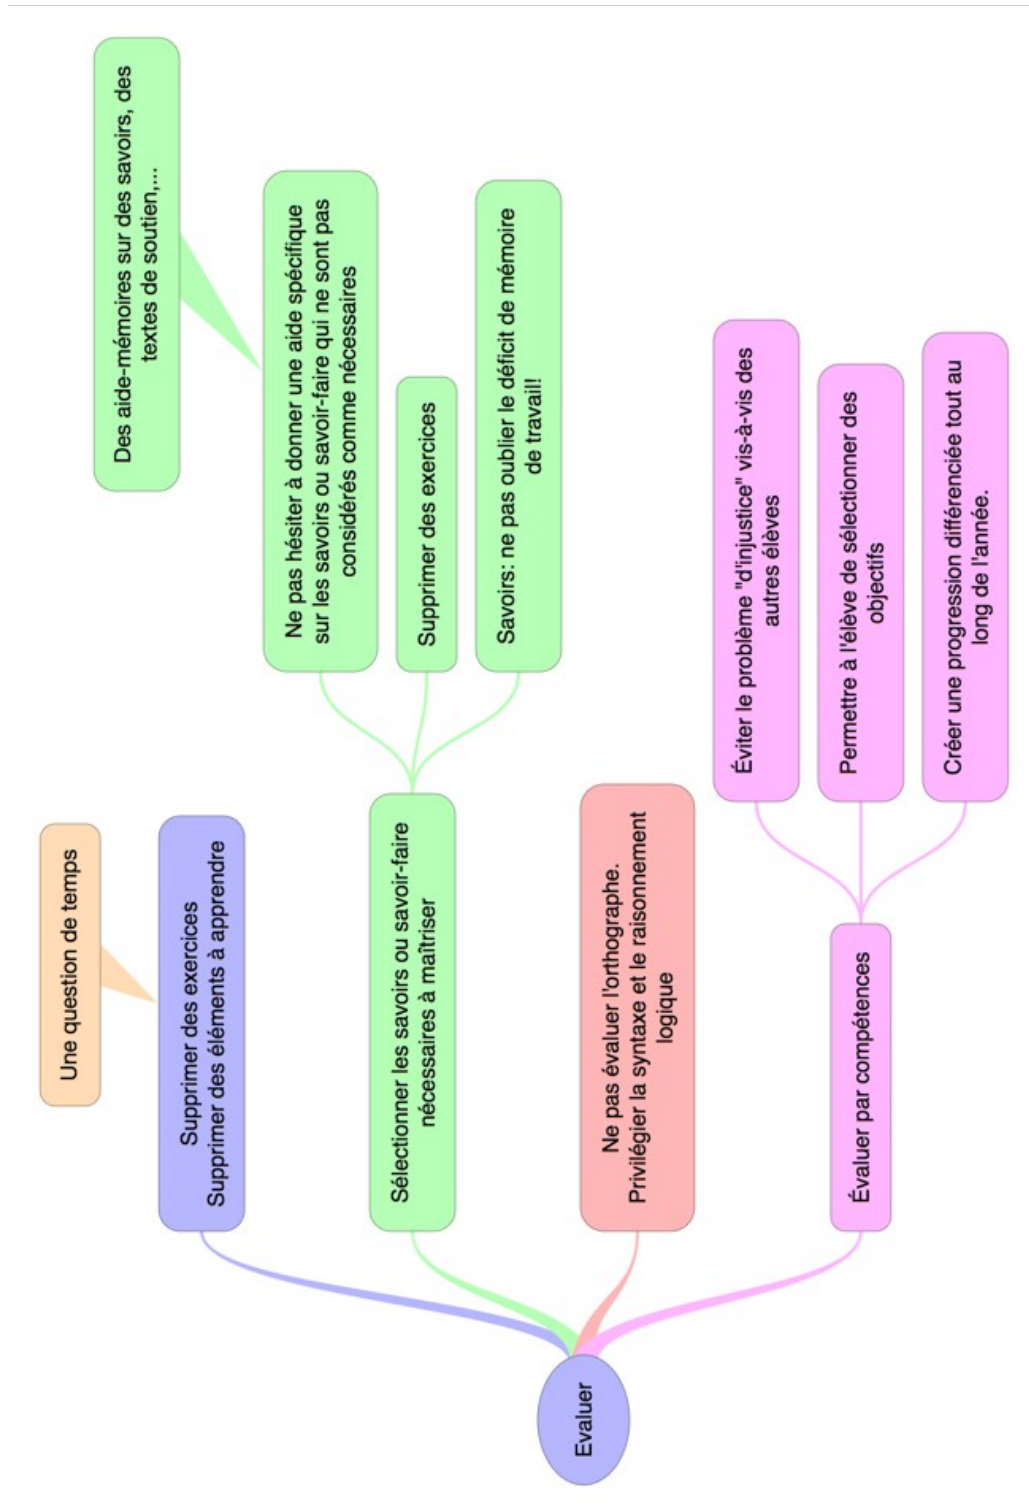 Evaluer
Une question de temps
Supprimer des exercices
Supprimer des éléments à apprendre
Sélectionner les savoirs ou savoir-faire
nécessaires à maîtriser
Des aide-mémoires sur des savoirs, des
textes de soutien,...
Ne pas hésiter à donner une aide spécifique
sur les savoirs ou savoir-faire qui ne sont pas
considérés comme nécessaires
Supprimer des exercices
Savoirs: ne pas oublier le déficit de mémoire
de travail!
Ne pas évaluer l'orthographe.
Privilégier la syntaxe et le raisonnement
logique
Évaluer par compétences
Éviter le problème "d'injustice" vis-à-vis des
autres élèves
Permettre à l'élève de sélectionner des
objectifs
Créer une progression différenciée tout au
long de l'année.